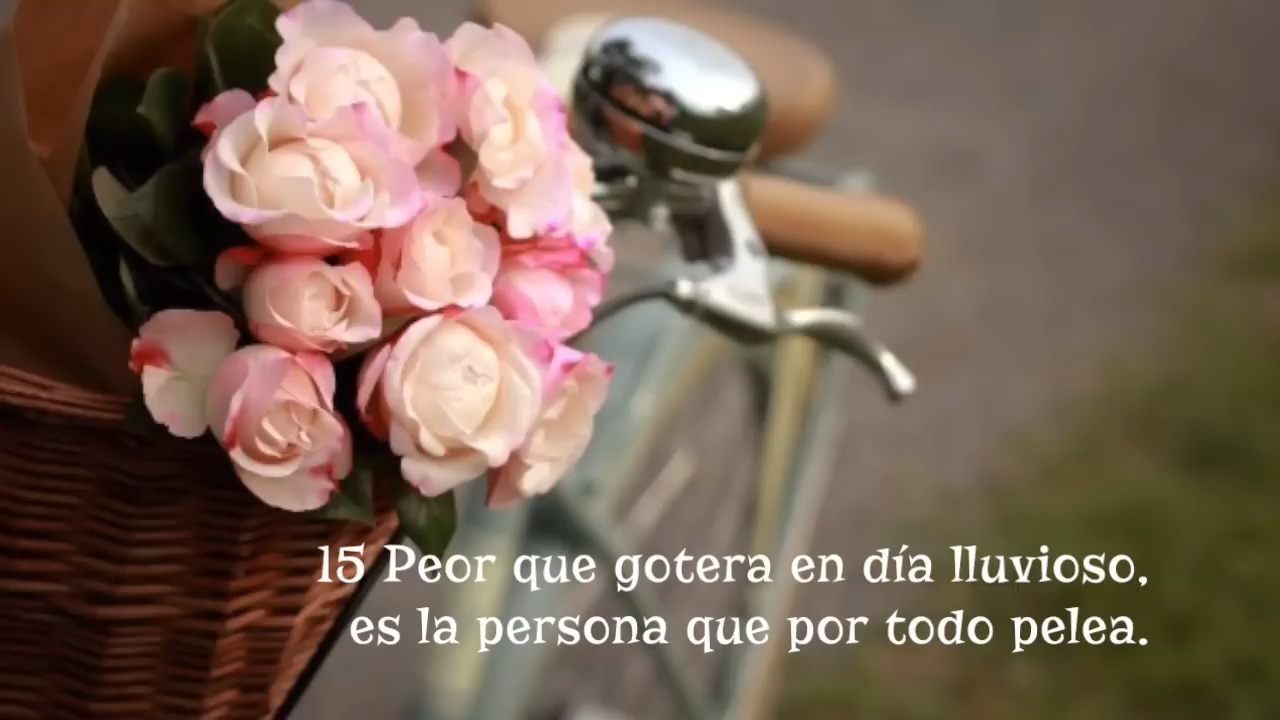 15 Peor que gotera en día lluvioso,
es la persona que por todo pelea.